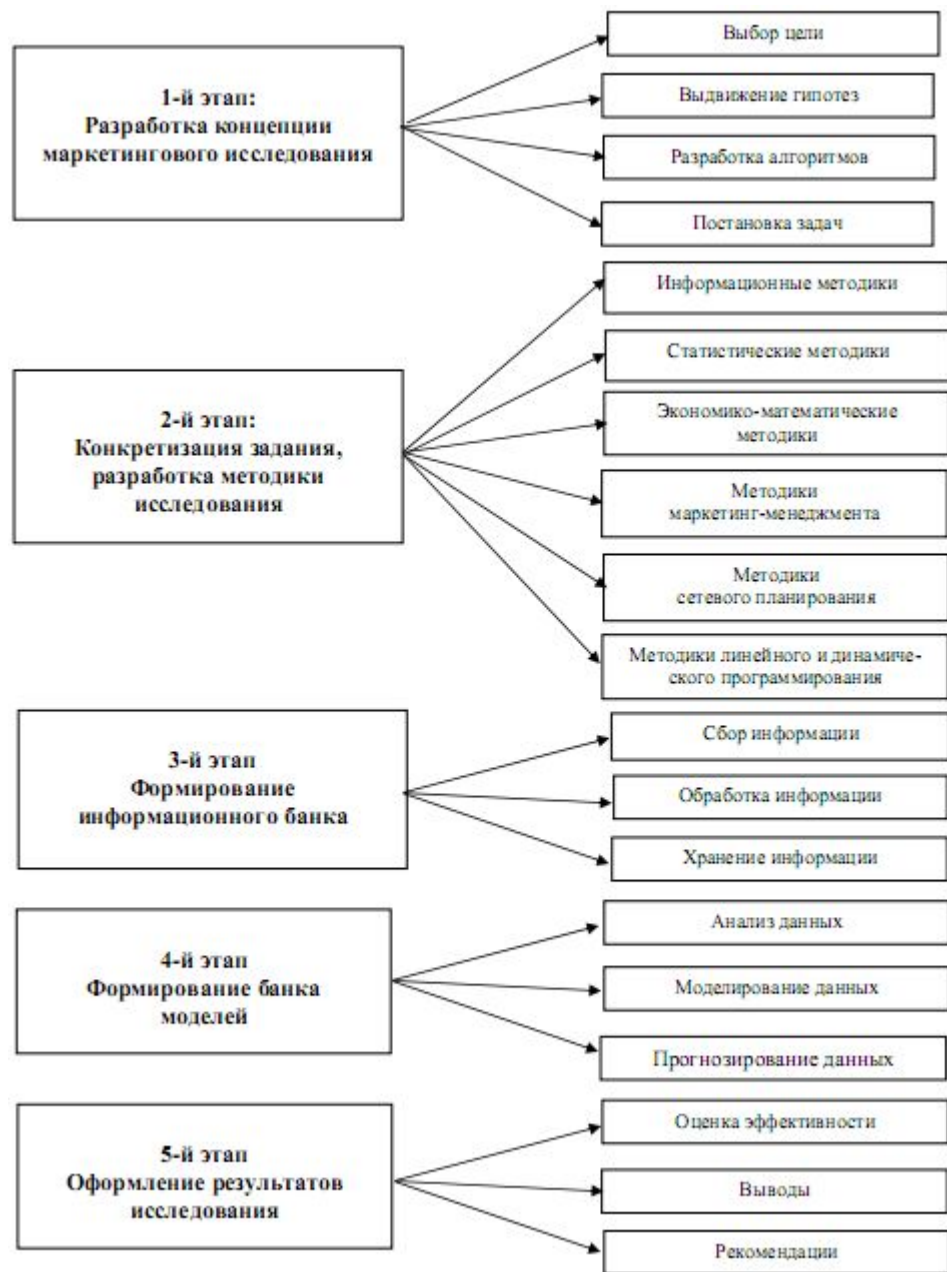 1-й этап:
Разработка концепции
маркетингового исследования
Выбор цели
Выдвижение гипотез
Разработка алгоритмов
Постановка задач
2-й этап:
Конкретизация задания,
разработка методики
исследования
Информационные методики
Статистические методики
Экономико-математические
методики
Методики
маркетинг-менеджмента
Методики
сетевого планирования
Методики линейного и динамиче-
ского программирования
3-й этап
Формирование
информационного банка
Сбор информации
Обработка информации
Хранение информации
4-й этап
Формирование банка
моделей
Анализ данных
Моделирование данных
Прогнозирование данных
5-й этап
Оформление результатов
исследования
Оценка эффективности
Выводы
Рекомендации